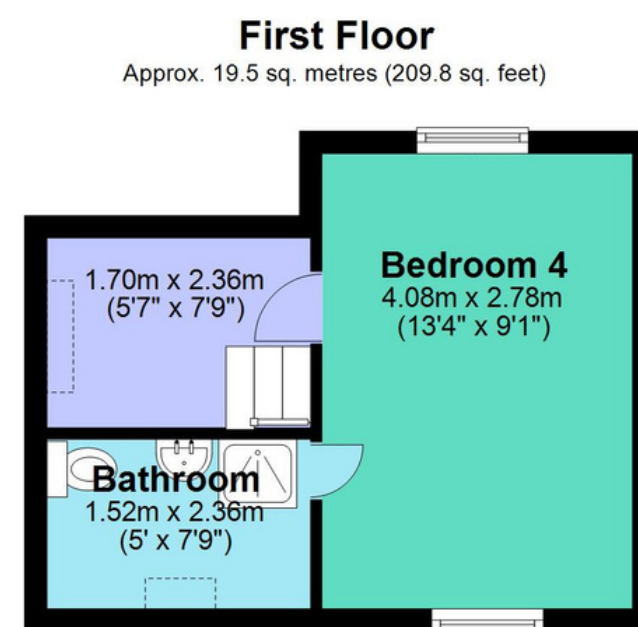 First Floor
Approx. 19.5 sq. metres (209.8 sq. feet)
1.70m x 2.36m
(5'7" x 7'9")
Bedroom 4
4.08m x 2.78m
(13'4" x 9'1")
Bathroom
1.52m x 2.36m
(5' x 7'9")